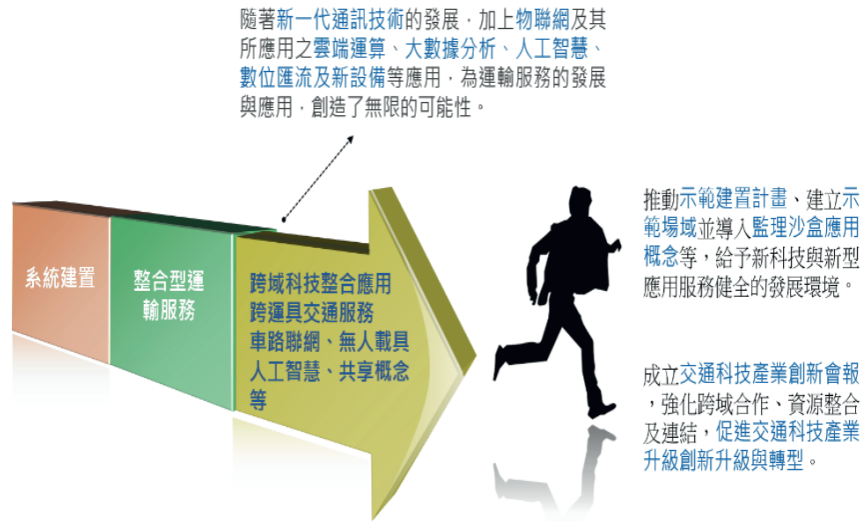 隨著新一代通訊技術的發展，加上物聯網及其
所應用之雲端運算、大數據分析、人工智慧、
數位匯流及新設備等應用，為運輸服務的發展
與應用，創造了無限的可能性。
系統建置
整合型運
輸服務
跨域科技整合應用
跨運具交通服務
車路聯網、無人載具
人工智慧、共享概念
等
推動示範建置計畫、建立示
範場域並導入監理沙盒應用
概念等，給予新科技與新型
應用服務健全的發展環境。
成立交通科技產業創新會報
，強化跨域合作、資源整合
及連結，促進交通科技產業
升級創新升級與轉型。